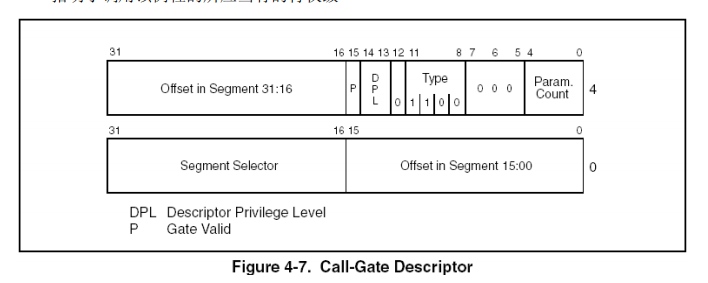 31 16 15 14 13 12 11 8 7 6 5 4 0
Offset in Segment 31:16 P D P L 0 Type 1 1 0 0 0 0 0 Param. Count 4
31 16 15 0
Segment Selector Offset in Segment 15:00 0
DPL Descriptor Privilege Level
P Gate Valid
Figure 4-7. Call-Gate Descriptor